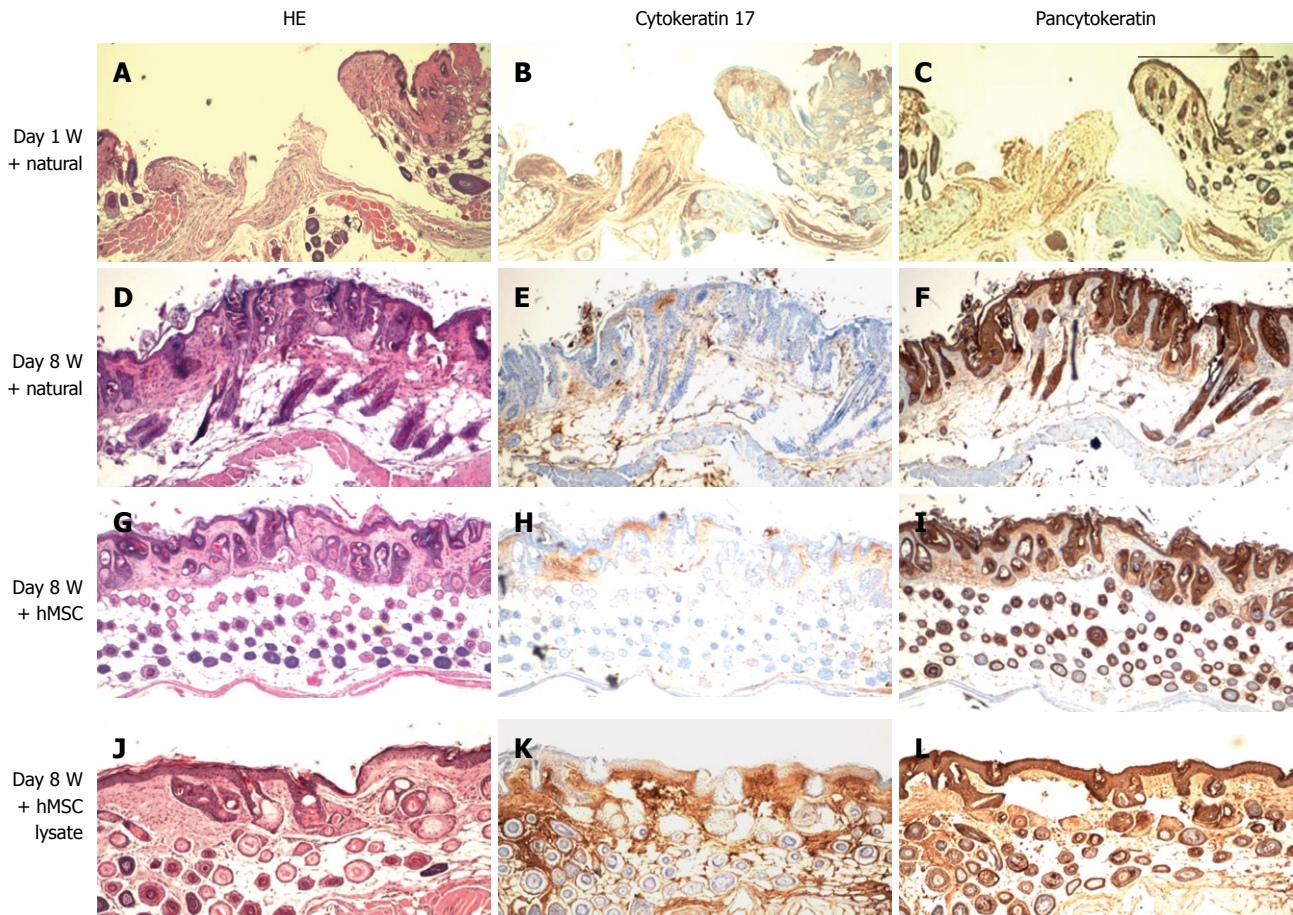 HE
Cytokeratin 17
Pancytokeratin
Day 1 W
+ natural
A
B
C
Day 8 W
+ natural
D
E
F
Day 8 W
+ hMSC
G
H
I
Day 8 W
+ hMSC
lysate
J
K
L